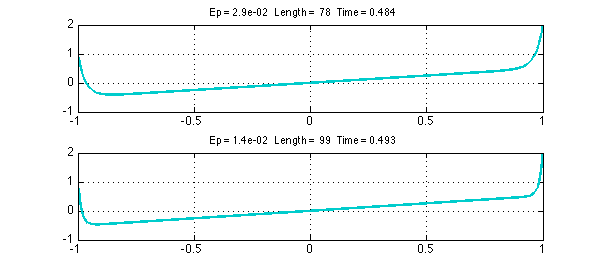 Ep = 2.9e-02 Length = 78 Time = 0.484
2
1
0
-1
-1 -0.5 0 0.5 1
Ep = 1.4e-02 Length = 99 Time = 0.493
2
1
0
-1
-1 -0.5 0 0.5 1